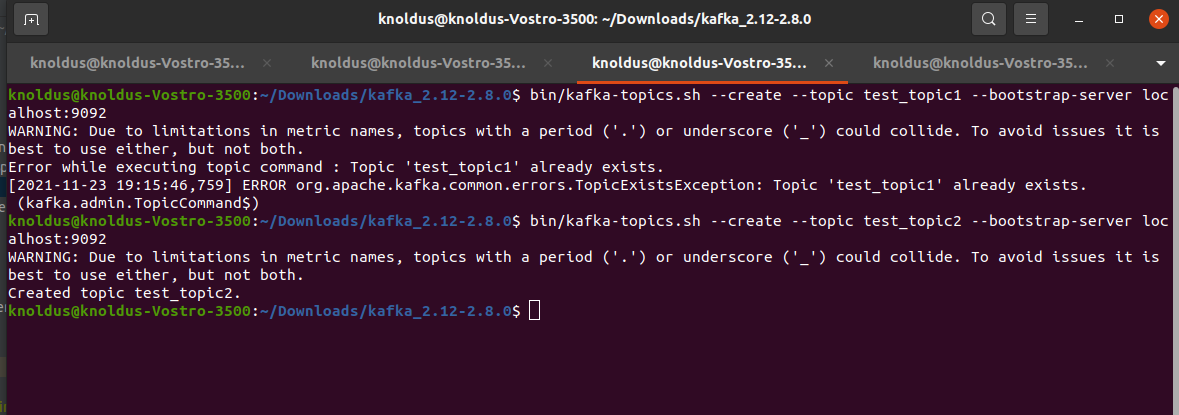 knoldus@knoldus-Vostro-3500: ~/Downloads/kafka_2.12-2.8.0
knoldus@knoldus-Vostro-35... × knoldus@knoldus-Vostro-35... × knoldus@knoldus-Vostro-35... × knoldus@knoldus-Vostro-35... ×
knoldus@knoldus-Vostro-3500:~/Downloads/kafka_2.12-2.8.0$ bin/kafka-topics.sh --create --topic test_topic1 --bootstrap-server loc
alhost:9092
WARNING: Due to limitations in metric names, topics with a period ('.') or underscore ('_') could collide. To avoid issues it is
best to use either, but not both.
Error while executing topic command : Topic 'test_topic1' already exists.
[2021-11-23 19:15:46,759] ERROR org.apache.kafka.common.errors.TopicExistsException: Topic 'test_topic1' already exists.
(kafka.admin.TopicCommand$)
knoldus@knoldus-Vostro-3500:~/Downloads/kafka_2.12-2.8.0$ bin/kafka-topics.sh --create --topic test_topic2 --bootstrap-server loc
alhost:9092
WARNING: Due to limitations in metric names, topics with a period ('.') or underscore ('_') could collide. To avoid issues it is
best to use either, but not both.
Created topic test_topic2.
knoldus@knoldus-Vostro-3500:~/Downloads/kafka_2.12-2.8.0$